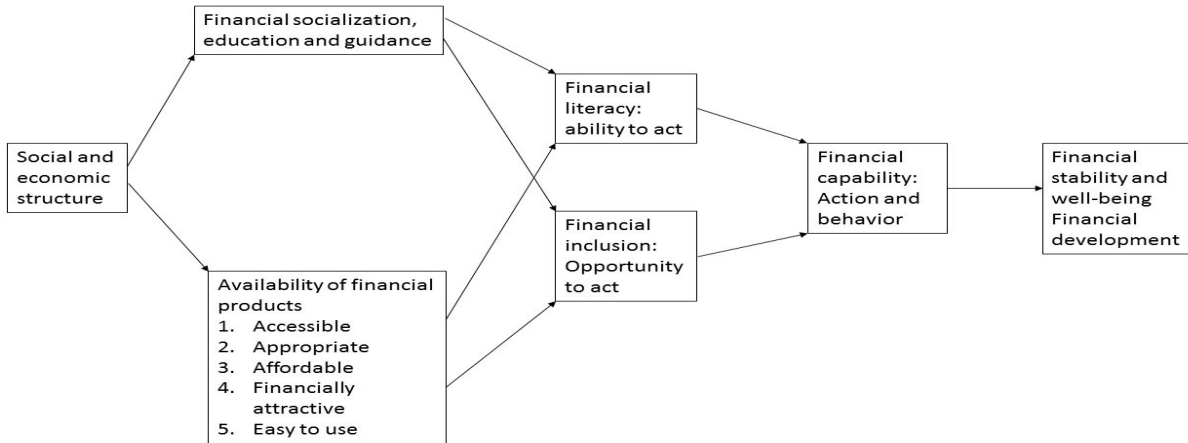 Financial socialization,
education and guidance
Financial
literacy:
ability to act
Social and
economic
structure
Financial
capability:
Action and
behavior
Financial
stability and
well-being
Financial
development
Financial
inclusion:
Opportunity
to act
Availability of financial
products
1. Accessible
2. Appropriate
3. Affordable
4. Financially
attractive
5. Easy to use